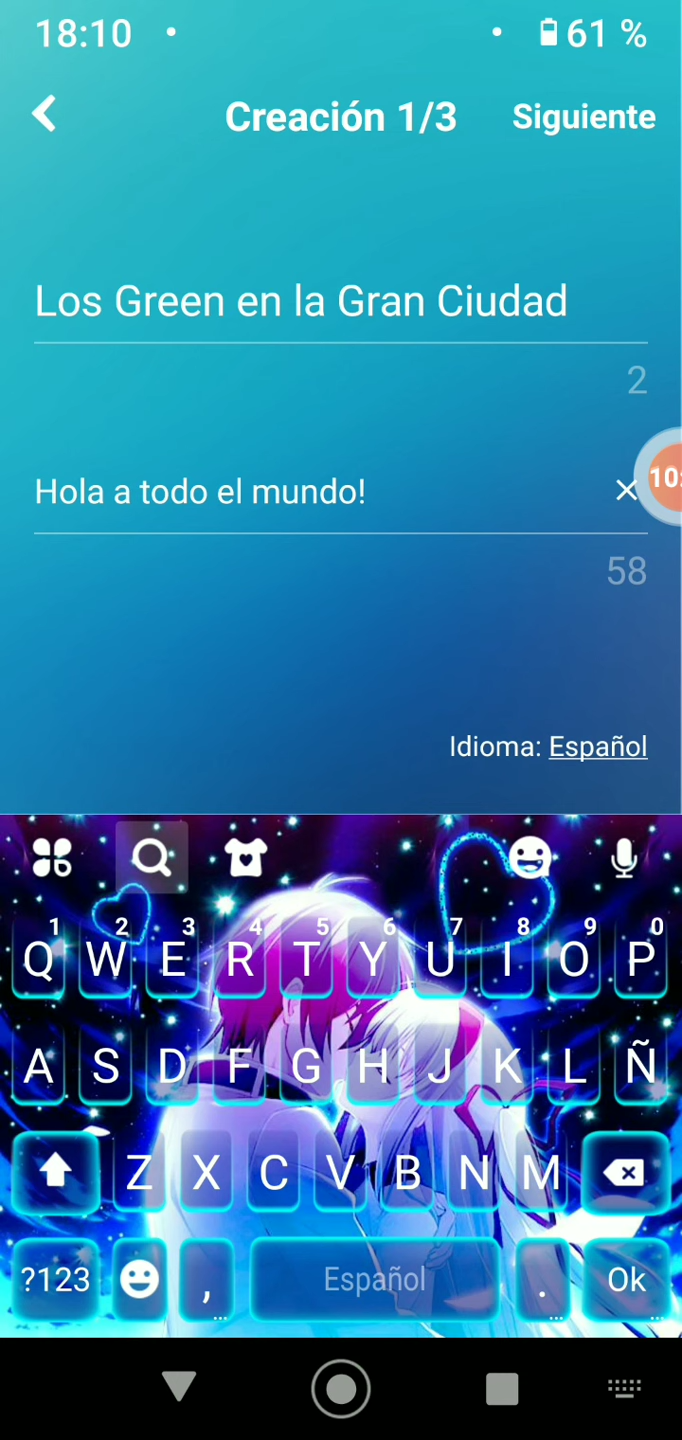 18:10 61 %
Creación 1/3 Siguiente
Los Green en la Gran Ciudad
2
Hola a todo el mundo!
10:
58
Idioma: Español
1 2 3 4 5 6 7 8 9 0
Q W E R T Y U I O P
A S D F G H J K L Ñ
Z X C V B N M
?123 , Español . Ok